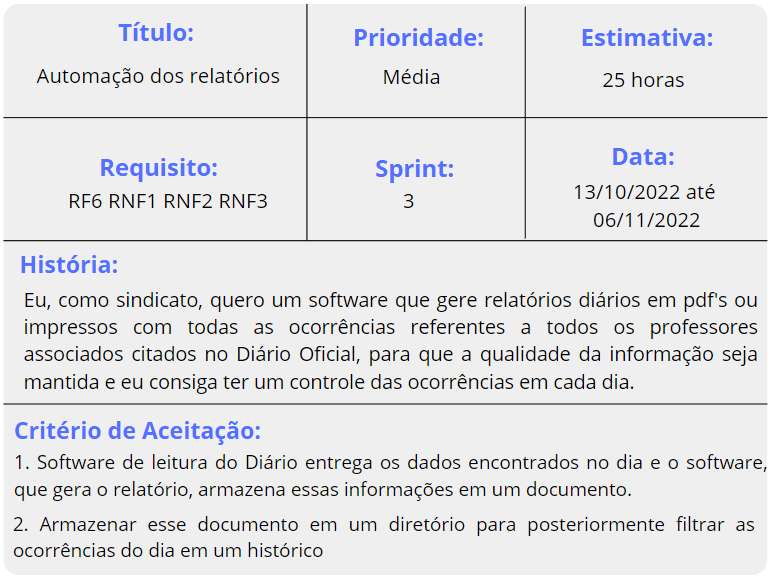 Título:
Automação dos relatórios
Prioridade:
Média
Estimativa:
25 horas
Requisito:
RF6 RNF1 RNF2 RNF3
Sprint:
3
Data:
13/10/2022 até
06/11/2022
História:
Eu, como sindicato, quero um software que gere relatórios diários em pdf's ou
impressos com todas as ocorrências referentes a todos os professores
associados citados no Diário Oficial, para que a qualidade da informação seja
mantida e eu consiga ter um controle das ocorrências em cada dia.
Critério de Aceitação:
1. Software de leitura do Diário entrega os dados encontrados no dia e o software,
que gera o relatório, armazena essas informações em um documento.
2. Armazenar esse documento em um diretório para posteriormente filtrar as
ocorrências do dia em um histórico